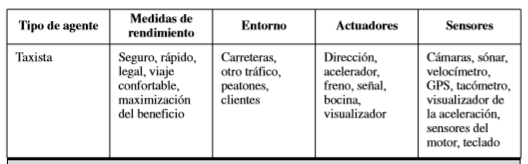 Tipo de agente
Medidas de
rendimiento
Entorno
Actuadores
Sensores
Taxista
Seguro, rápido,
legal, viaje
confortable,
maximización
del beneficio
Carreteras,
otro tráfico,
peatones,
clientes
Dirección,
acelerador,
freno, señal,
bocina,
visualizador
Cámaras, sónar,
velocímetro,
GPS, tacómetro,
visualizador de
la aceleración,
sensores del
motor, teclado